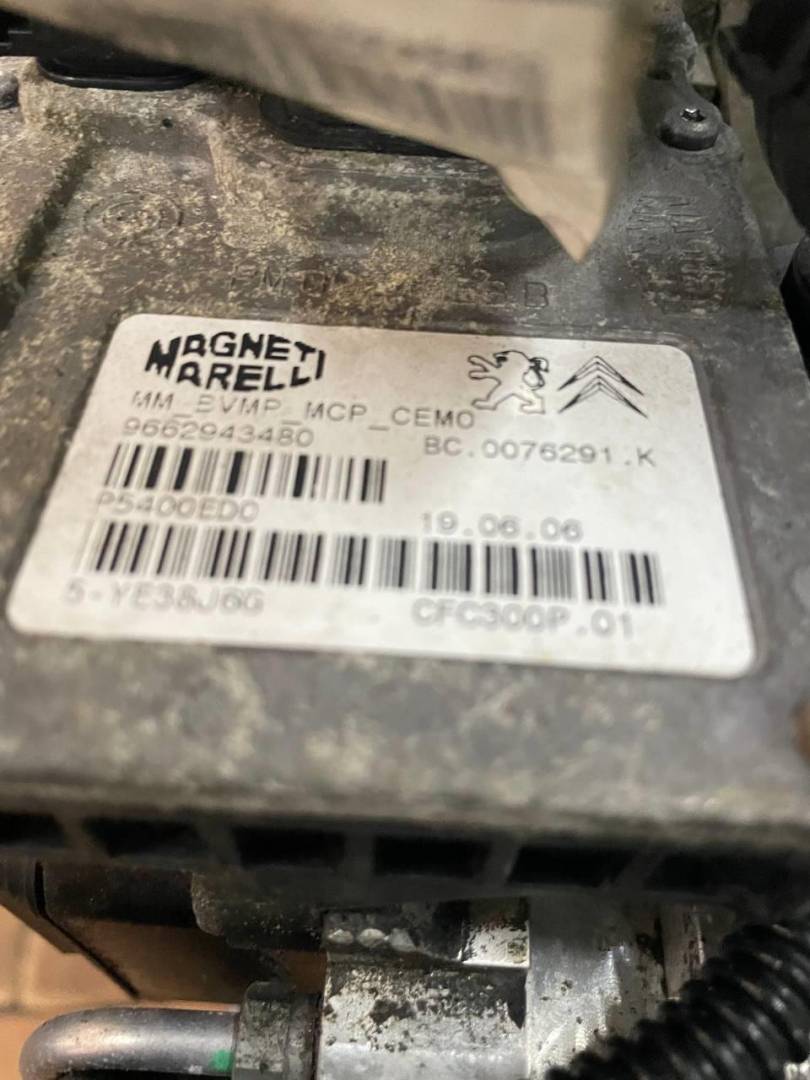 MAGNETI
MARELLI
MM_BVMP_MCP_CEMO
9662943480
BC.0076291.K
P5400ED0
19.06.06
5-YE38J6G
CFC300P.01